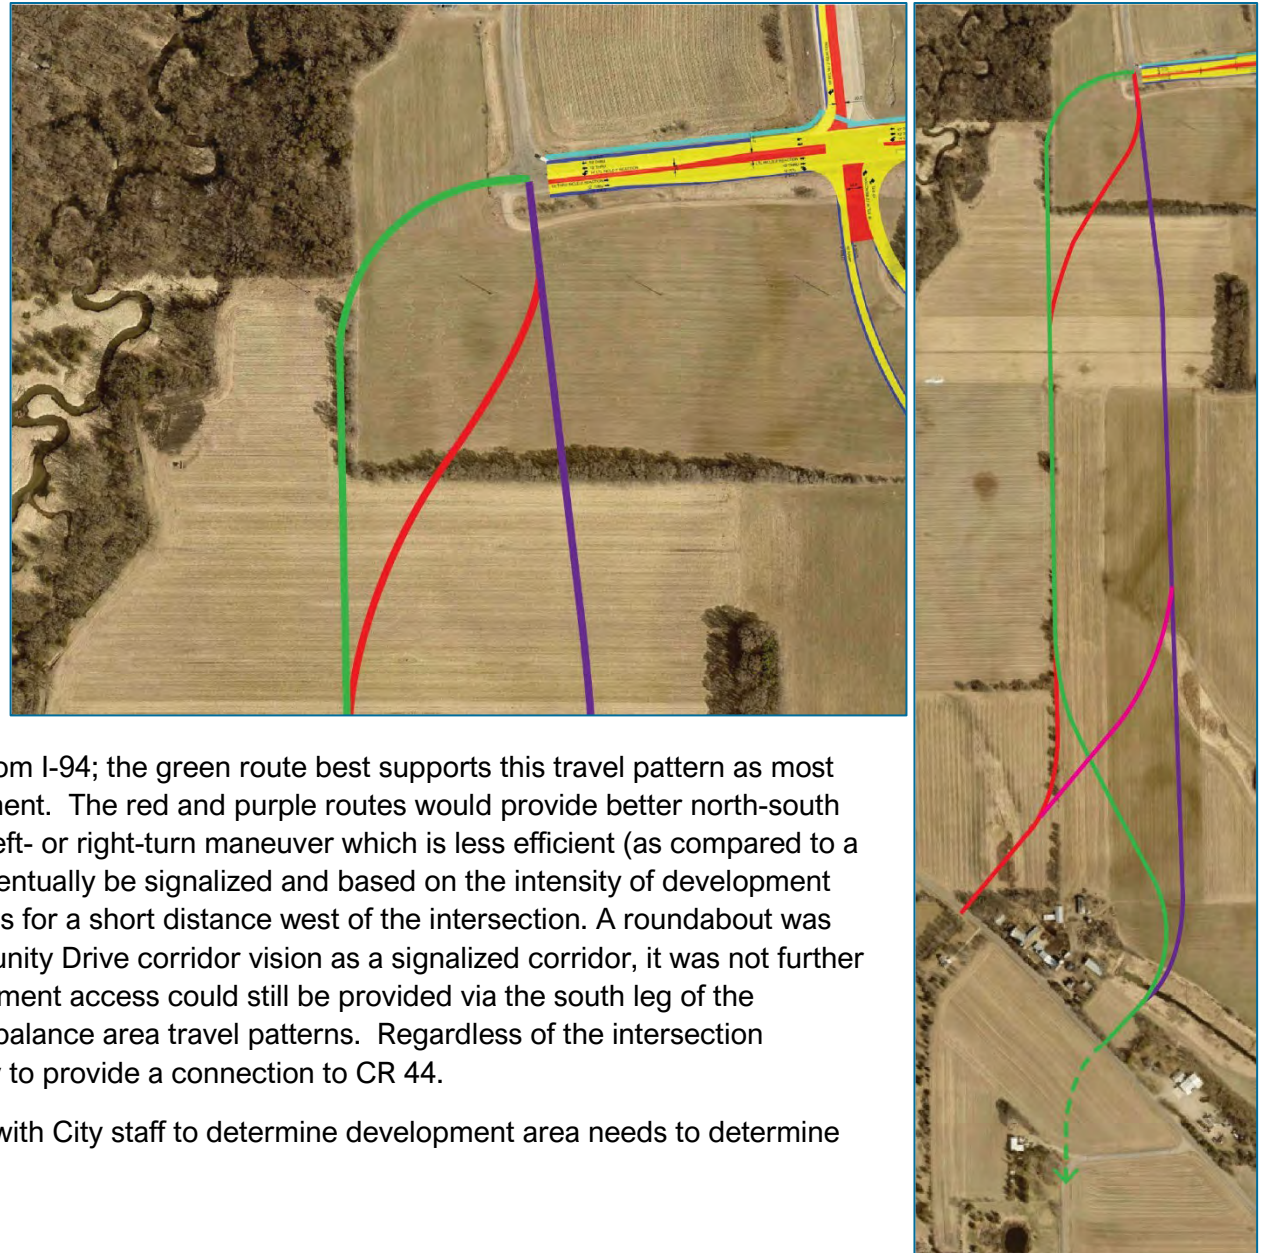 om I-94; the green route best supports this travel pattern as most
nent. The red and purple routes would provide better north-south
eft- or right-turn maneuver which is less efficient (as compared to a
entually be signalized and based on the intensity of development
s for a short distance west of the intersection. A roundabout was
unity Drive corridor vision as a signalized corridor, it was not further
ment access could still be provided via the south leg of the
balance area travel patterns. Regardless of the intersection
to provide a connection to CR 44.
with City staff to determine development area needs to determine